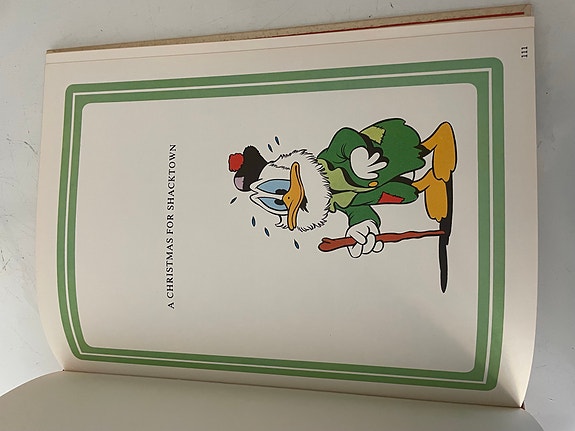 A CHRISTMAS FOR SHACKTOWN
111